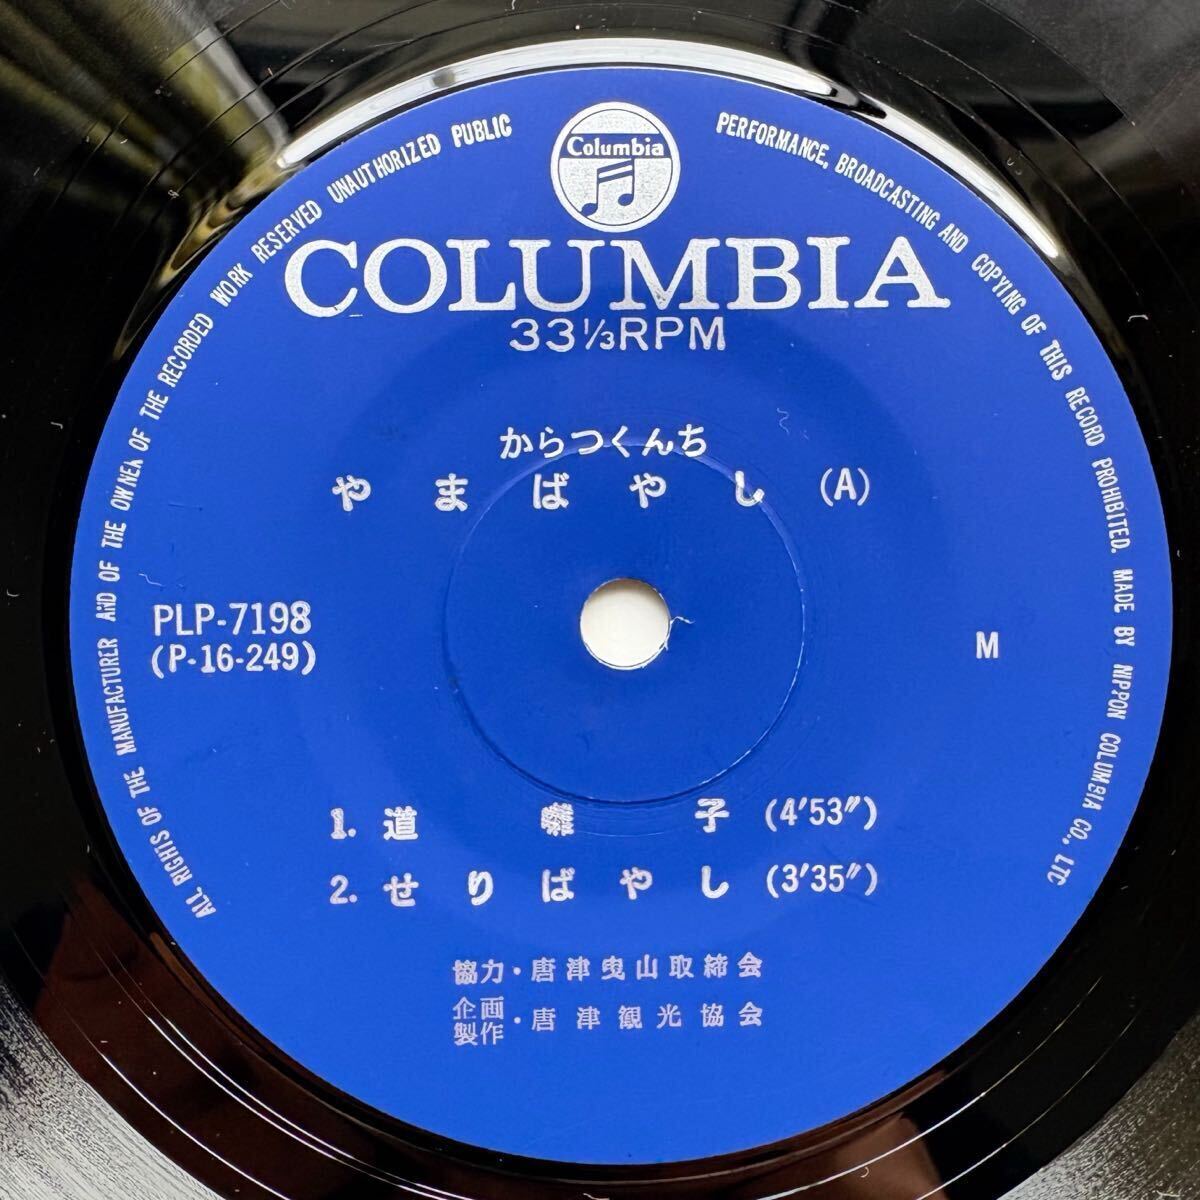 Columbia
COLUMBIA
33⅓RPM
からつくんち
やまばやし (A)
PLP-7198
(P-16-249)
M
1. 道囃子 (4′53″)
2. せりばやし (3′35″)
協力・唐津曳山取締会
企画製作・唐津観光協会
ALL RIGHTS OF THE MANUFACTURER AND OF THE OWNER OF THE RECORDED WORK RESERVED UNAUTHORIZED PUBLIC PERFORMANCE, BROADCASTING AND COPYING OF THIS RECORD PROHIBITED. MADE BY NIPPON COLUMBIA CO., LTD